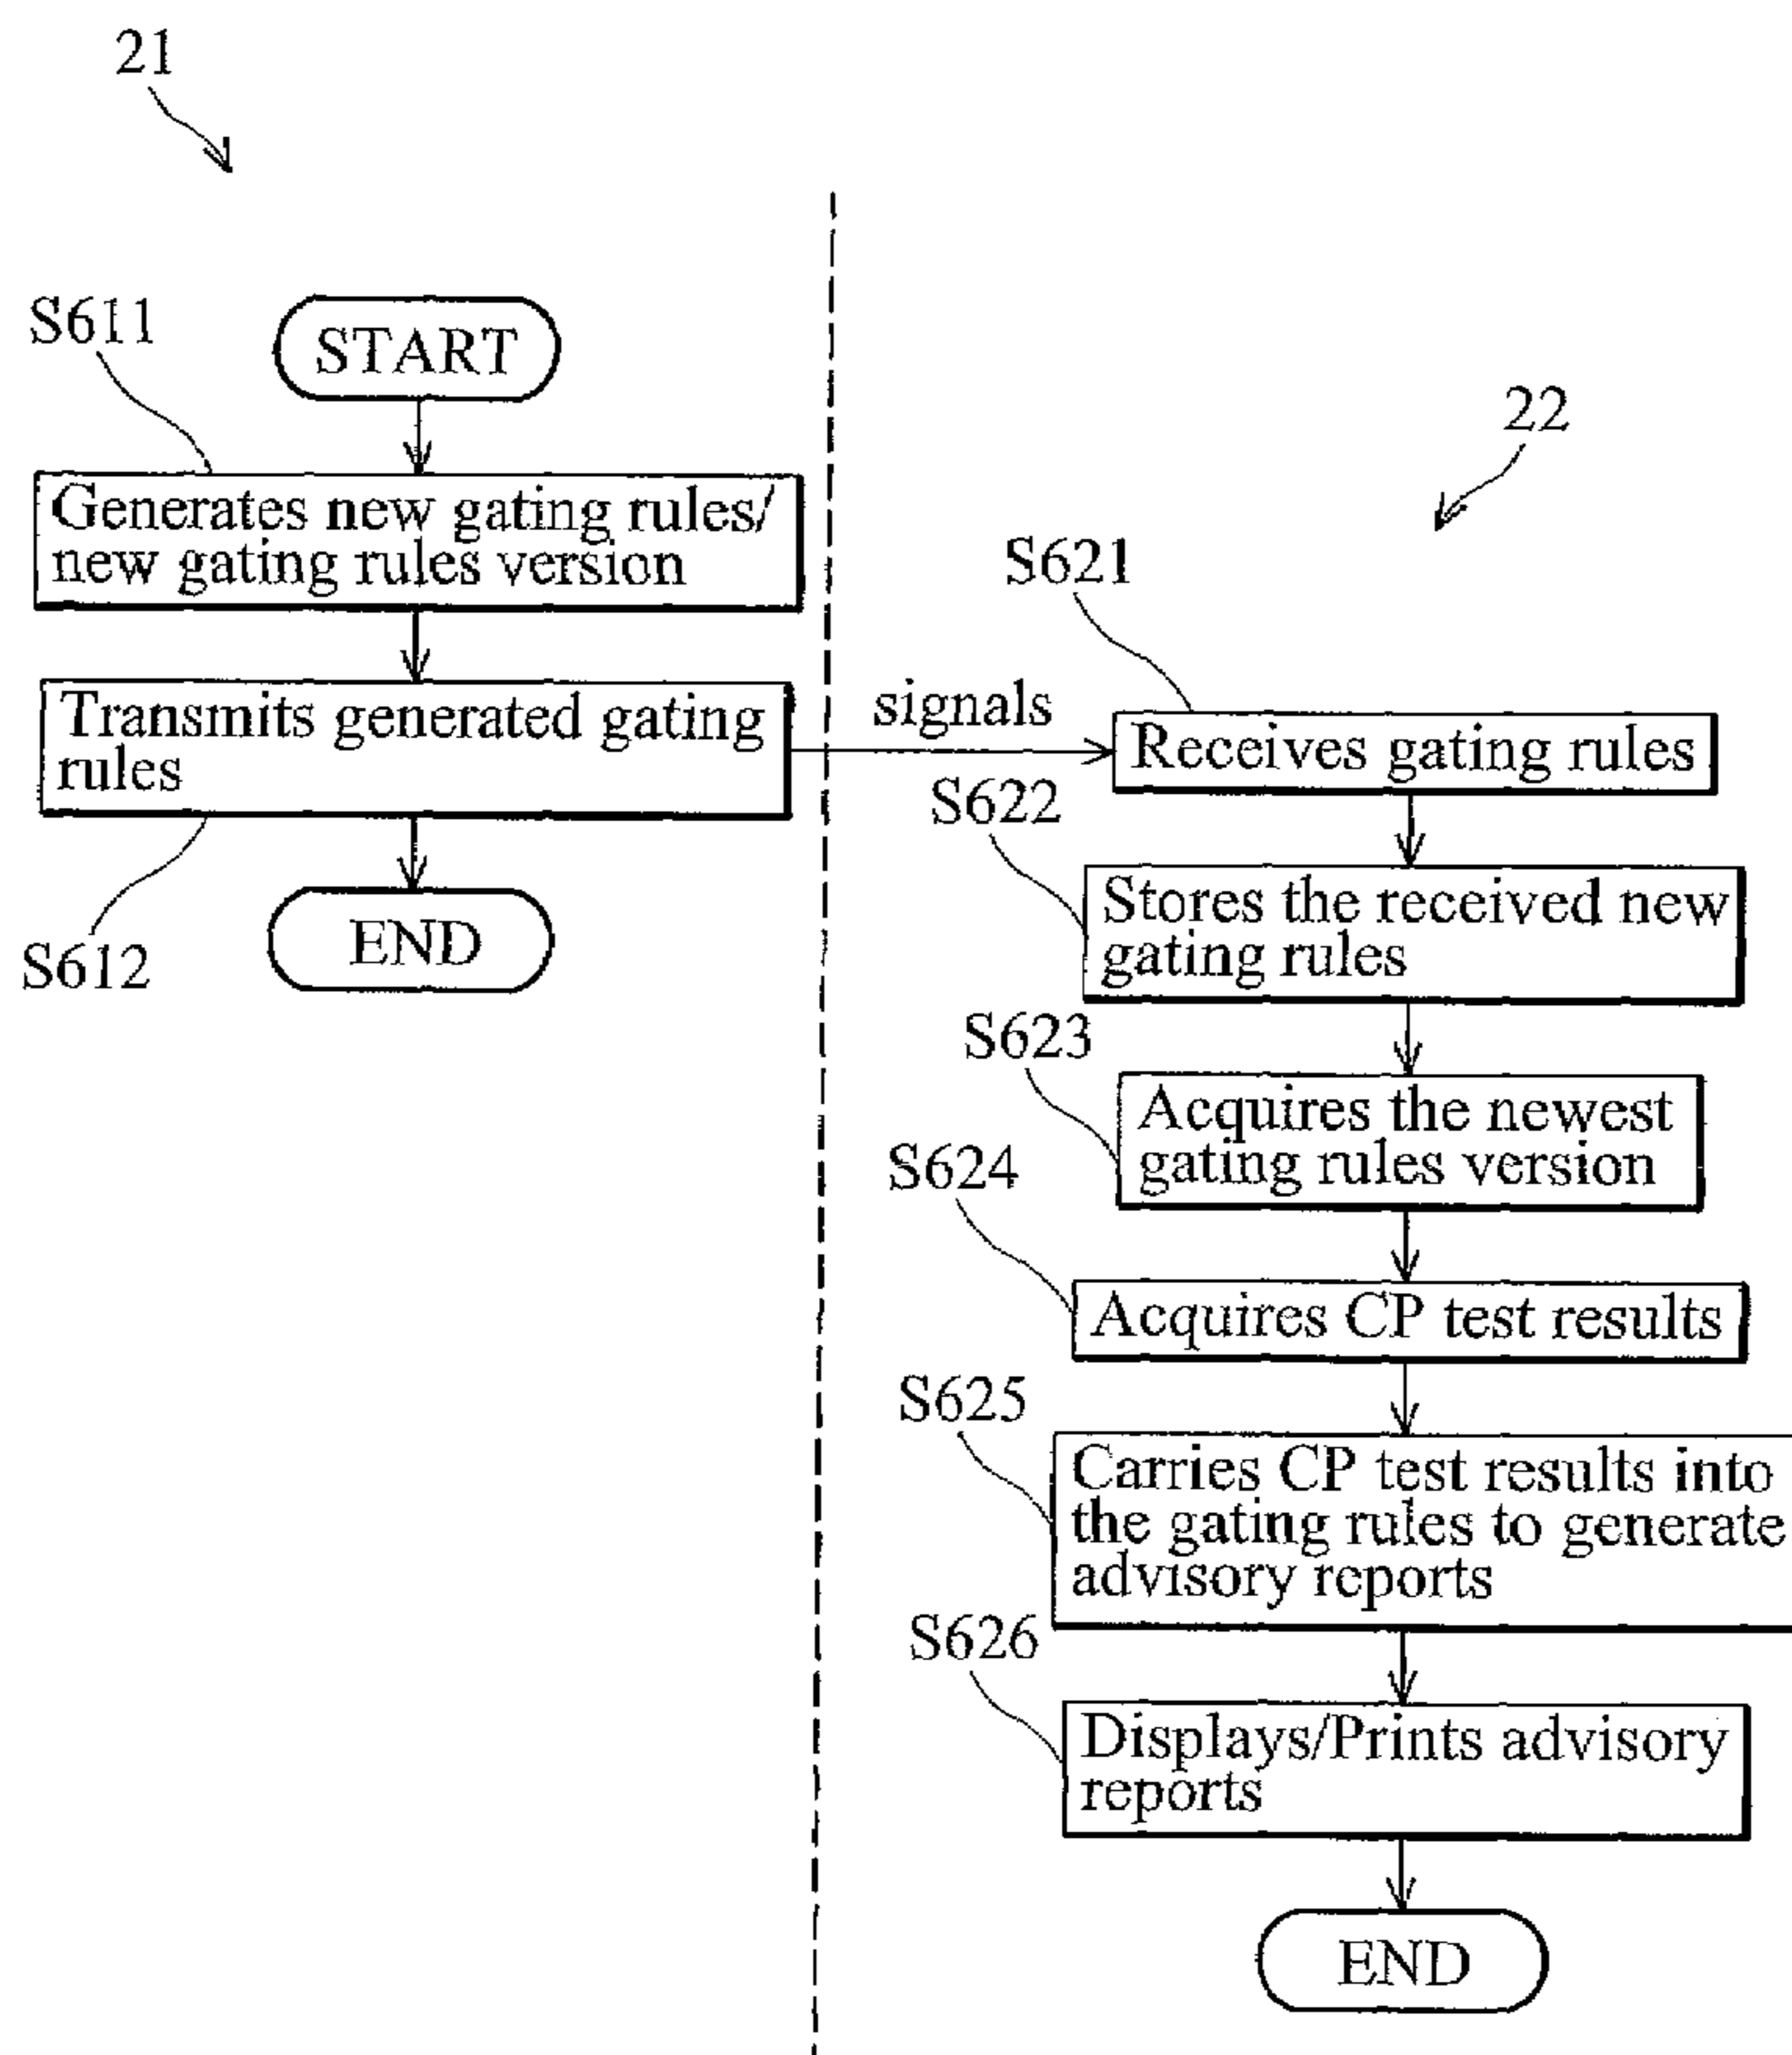 21
S611
START
Generates new gating rules/
new gating rules version
Transmits generated gating
rules
S612
END
signals
22
S621
Receives gating rules
S622
Stores the received new
gating rules
S623
Acquires the newest
gating rules version
S624
Acquires CP test results
S625
Carries CP test results into
the gating rules to generate
advisory reports
S626
Displays/Prints advisory
reports
END